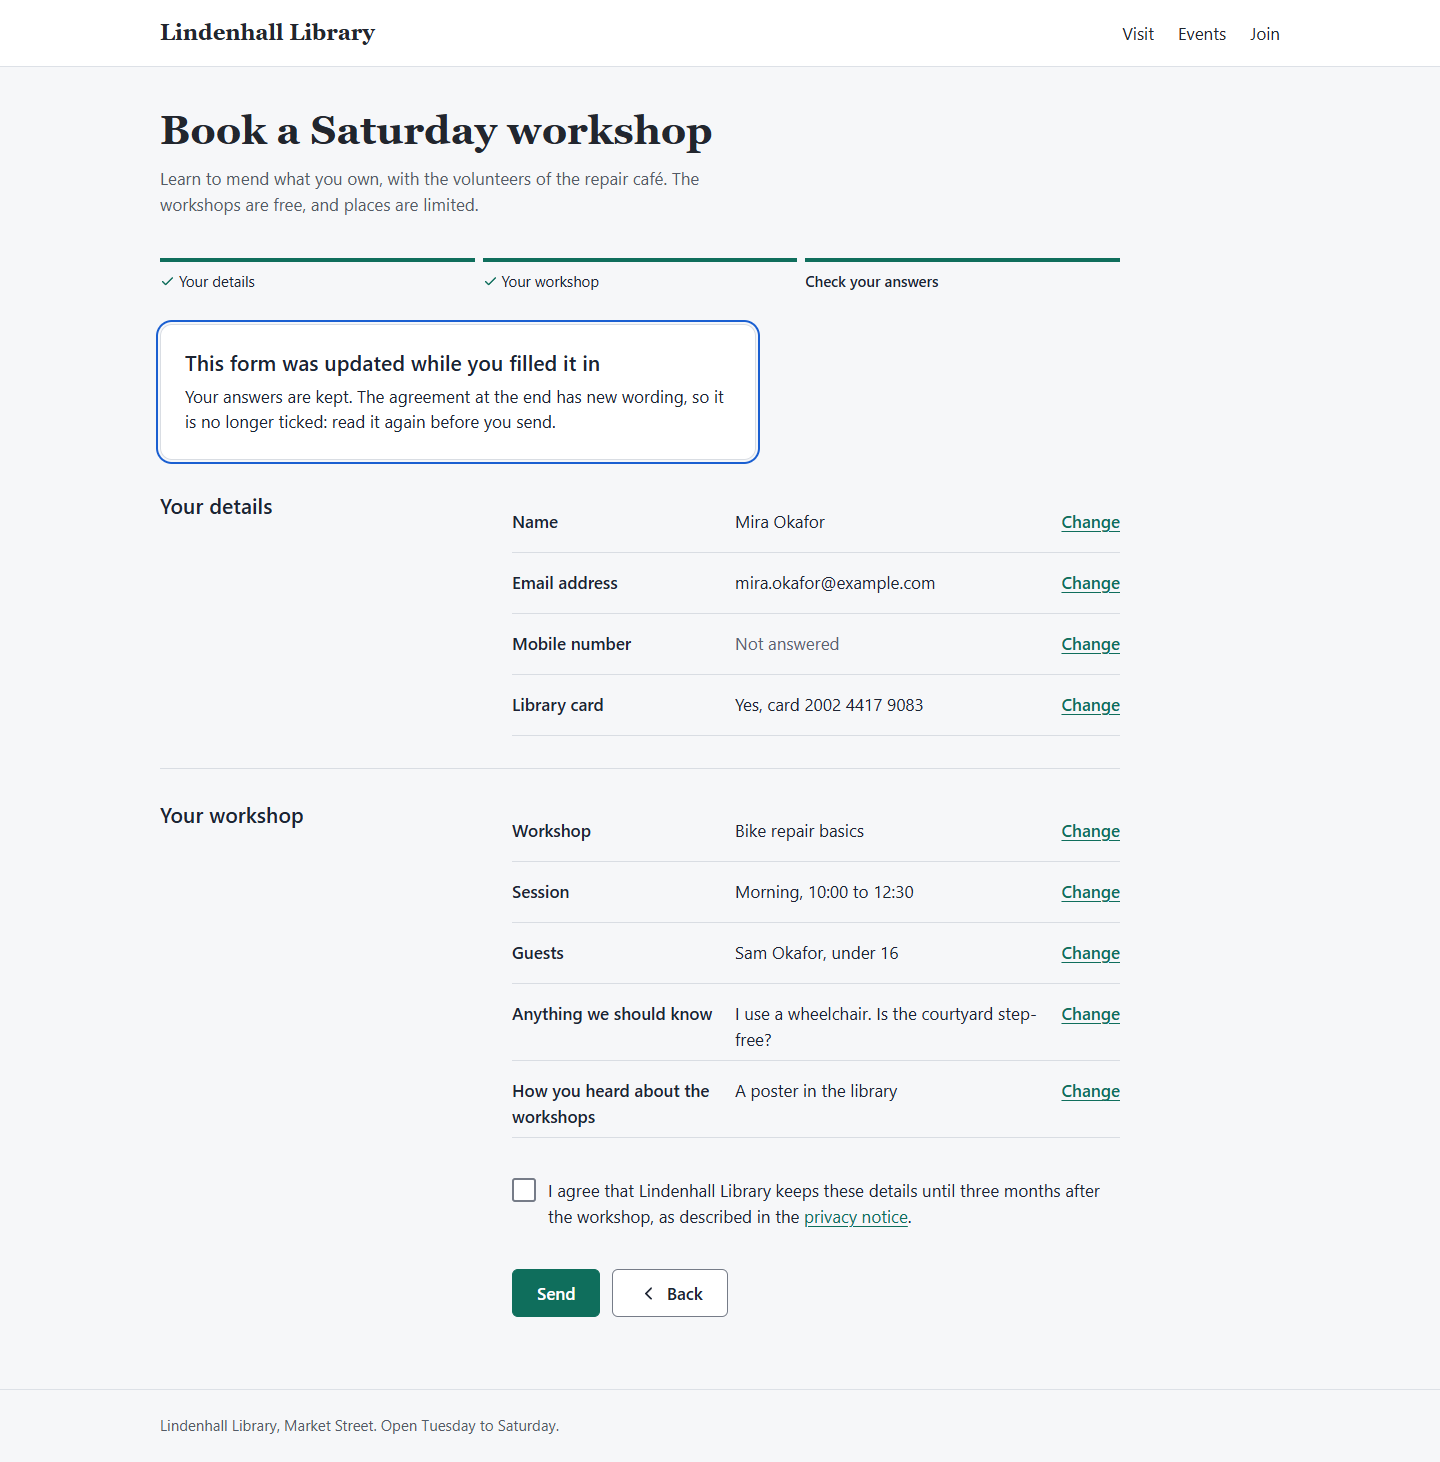 Lindenhall Library
Visit Events Join
Book a Saturday workshop
Learn to mend what you own, with the volunteers of the repair café. The
workshops are free, and places are limited.
Your details
Your workshop
Check your answers
This form was updated while you filled it in
Your answers are kept. The agreement at the end has new wording, so it
is no longer ticked: read it again before you send.
Your details
Name Mira Okafor Change
Email address mira.okafor@example.com Change
Mobile number Not answered Change
Library card Yes, card 2002 4417 9083 Change
Your workshop
Workshop Bike repair basics Change
Session Morning, 10:00 to 12:30 Change
Guests Sam Okafor, under 16 Change
Anything we should know I use a wheelchair. Is the courtyard step- Change
free?
How you heard about the A poster in the library Change
workshops
I agree that Lindenhall Library keeps these details until three months after
the workshop, as described in the privacy notice.
Send Back
Lindenhall Library, Market Street. Open Tuesday to Saturday.